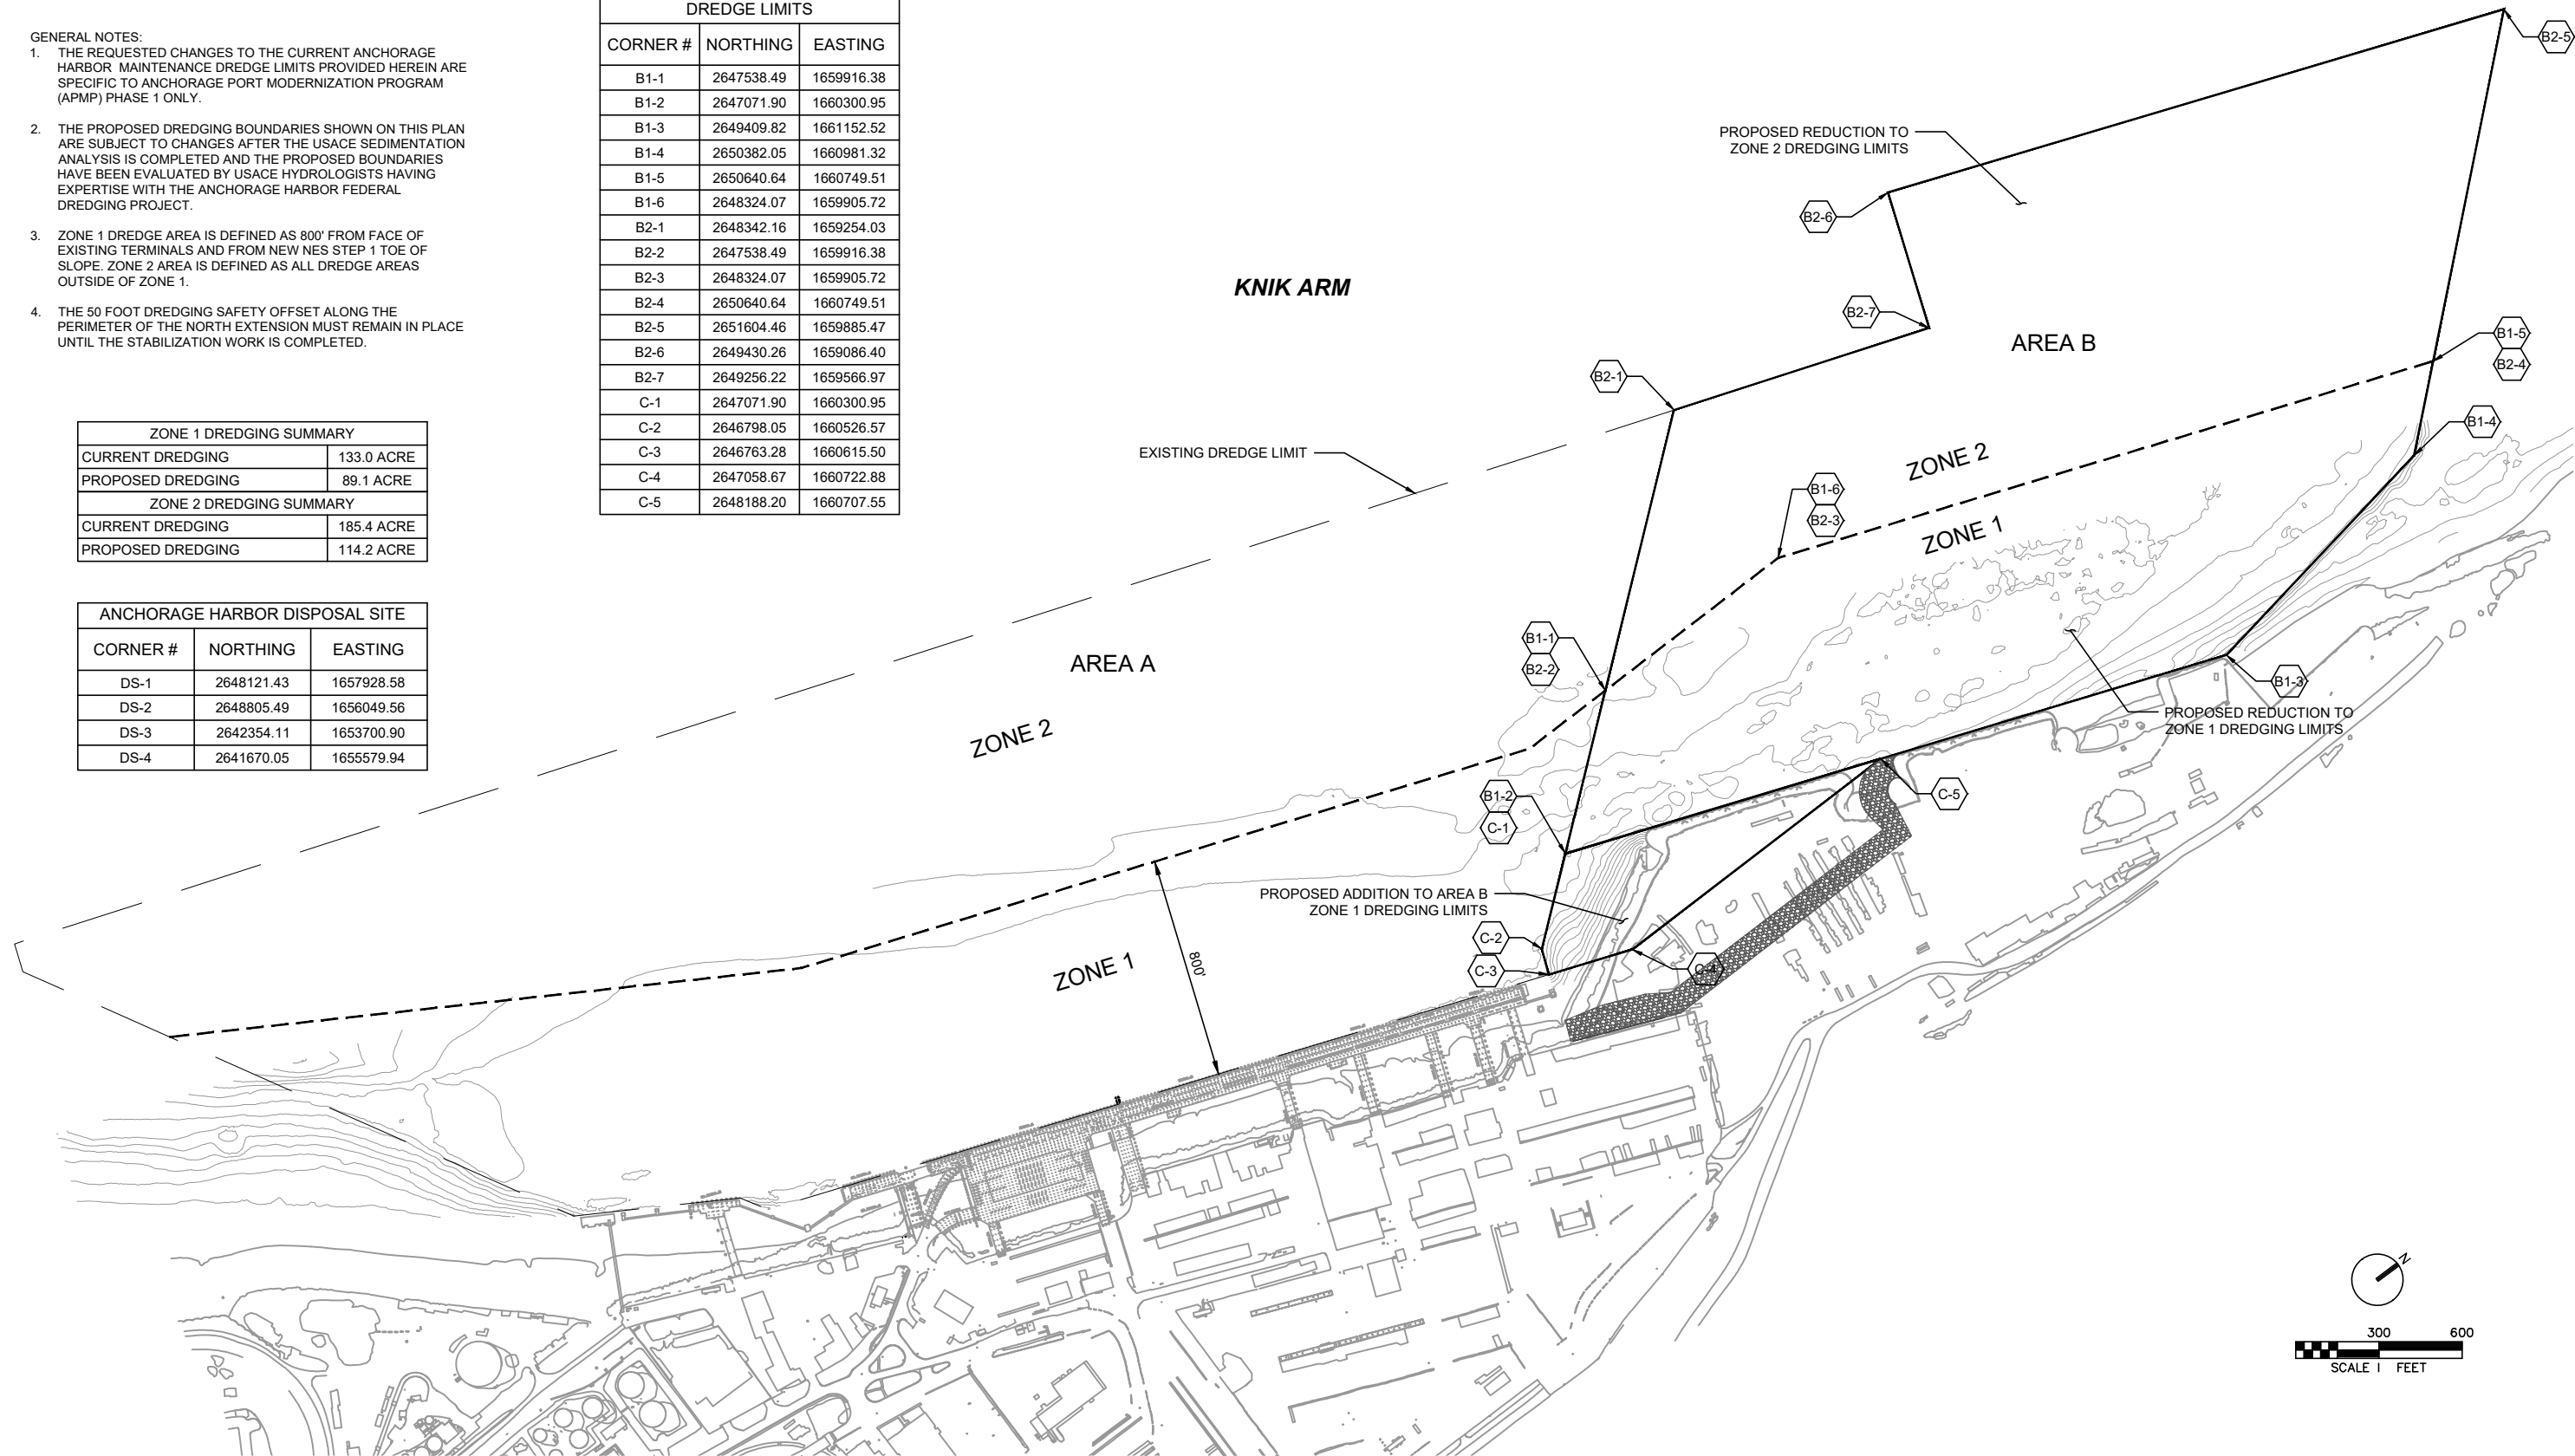 GENERAL NOTES:
1. THE REQUESTED CHANGES TO THE CURRENT ANCHORAGE
HARBOR MAINTENANCE DREDGE LIMITS PROVIDED HEREIN ARE
SPECIFIC TO ANCHORAGE PORT MODERNIZATION PROGRAM
(APMP) PHASE 1 ONLY.
2. THE PROPOSED DREDGING BOUNDARIES SHOWN ON THIS PLAN
ARE SUBJECT TO CHANGES AFTER THE USACE SEDIMENTATION
ANALYSIS IS COMPLETED AND THE PROPOSED BOUNDARIES
HAVE BEEN EVALUATED BY USACE HYDROLOGISTS HAVING
EXPERTISE WITH THE ANCHORAGE HARBOR FEDERAL
DREDGING PROJECT.
3. ZONE 1 DREDGE AREA IS DEFINED AS 800' FROM FACE OF
EXISTING TERMINALS AND FROM NEW NES STEP 1 TOE OF
SLOPE. ZONE 2 AREA IS DEFINED AS ALL DREDGE AREAS
OUTSIDE OF ZONE 1.
4. THE 50 FOOT DREDGING SAFETY OFFSET ALONG THE
PERIMETER OF THE NORTH EXTENSION MUST REMAIN IN PLACE
UNTIL THE STABILIZATION WORK IS COMPLETED.
ZONE 1 DREDGING SUMMARY
CURRENT DREDGING 133.0 ACRE
PROPOSED DREDGING 89.1 ACRE
ZONE 2 DREDGING SUMMARY
CURRENT DREDGING 185.4 ACRE
PROPOSED DREDGING 114.2 ACRE
ANCHORAGE HARBOR DISPOSAL SITE
CORNER # NORTHING EASTING
DS-1 2648121.43 1657928.58
DS-2 2648805.49 1656049.56
DS-3 2642354.11 1653700.90
DS-4 2641670.05 1655579.94
DREDGE LIMITS
CORNER # NORTHING EASTING
B1-1 2647538.49 1659916.38
B1-2 2647071.90 1660300.95
B1-3 2649409.82 1661152.52
B1-4 2650382.05 1660981.32
B1-5 2650640.64 1660749.51
B1-6 2648324.07 1659905.72
B2-1 2648342.16 1659254.03
B2-2 2647538.49 1659916.38
B2-3 2648324.07 1659905.72
B2-4 2650640.64 1660749.51
B2-5 2651604.46 1659885.47
B2-6 2649430.26 1659086.40
B2-7 2649256.22 1659566.97
C-1 2647071.90 1660300.95
C-2 2646798.05 1660526.57
C-3 2646763.28 1660615.50
C-4 2647058.67 1660722.88
C-5 2648188.20 1660707.55
B2-5
PROPOSED REDUCTION TO
ZONE 2 DREDGING LIMITS
B2-6
KNIK ARM
B2-7
AREA B
B1-5
B2-4
B2-1
B1-4
EXISTING DREDGE LIMIT
ZONE 2
B1-6
B2-3
ZONE 1
B1-1
B2-2
AREA A
B1-3
PROPOSED REDUCTION TO
ZONE 1 DREDGING LIMITS
ZONE 2
B1-2
C-1
C-5
PROPOSED ADDITION TO AREA B
ZONE 1 DREDGING LIMITS
C-2
C-3
C-4
ZONE 1
800'
N
300 600
SCALE I FEET